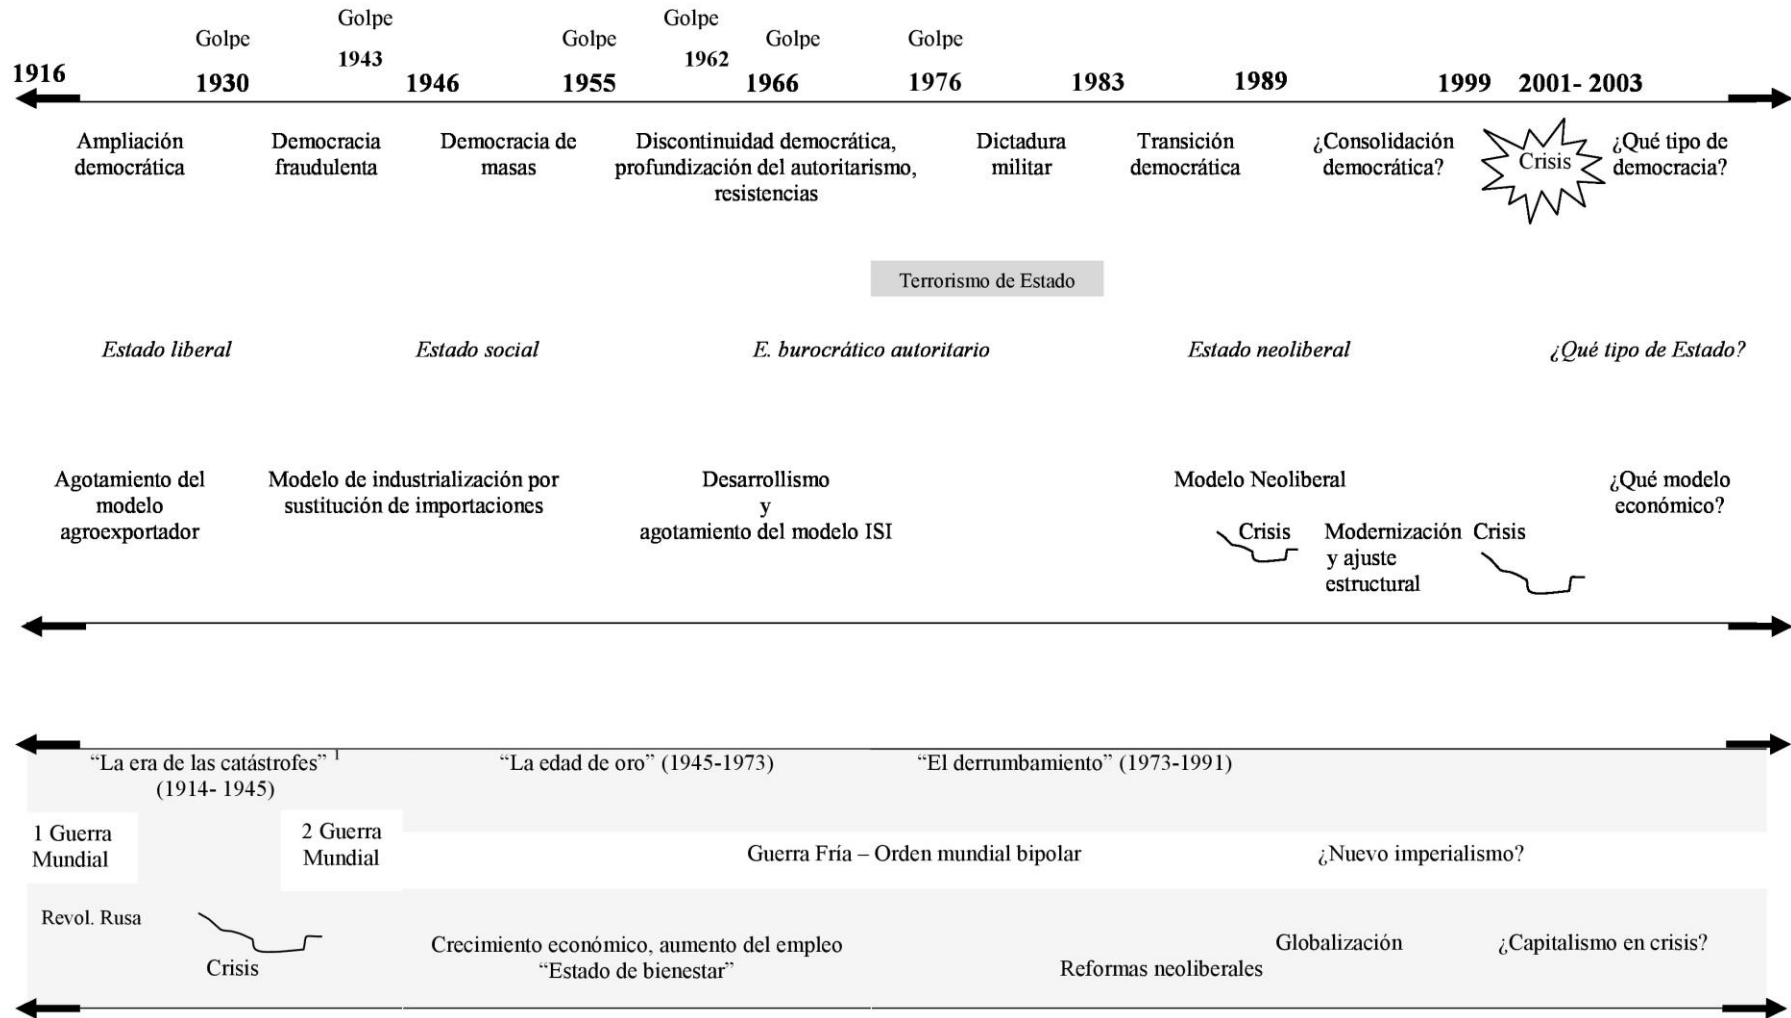 Golpe Golpe
Golpe Golpe Golpe Golpe
1943 1962
1916 1930 1946 1955 1966 1976 1983 1989 1999 2001- 2003
Ampliación
democrática
Democracia
fraudulenta
Democracia de
masas
Discontinuidad democrática,
profundización del autoritarismo,
resistencias
Dictadura
militar
Transición
democrática
¿Consolidación
democrática?
Crisis
¿Qué tipo de
democracia?
Terrorismo de Estado
Estado liberal
Estado social
E. burocrático autoritario
Estado neoliberal
¿Qué tipo de Estado?
Agotamiento del
modelo
agroexportador
Modelo de industrialización por
sustitución de importaciones
Desarrollismo
y
agotamiento del modelo ISI
Modelo Neoliberal
Crisis
Modernización
y ajuste
estructural
Crisis
¿Qué modelo
económico?
“La era de las catástrofes” 1
(1914- 1945)
“La edad de oro” (1945-1973)
“El derrumbamiento” (1973-1991)
1 Guerra
Mundial
2 Guerra
Mundial
Guerra Fría – Orden mundial bipolar
¿Nuevo imperialismo?
Revol. Rusa
Crisis
Crecimiento económico, aumento del empleo
“Estado de bienestar”
Reformas neoliberales
Globalización
¿Capitalismo en crisis?